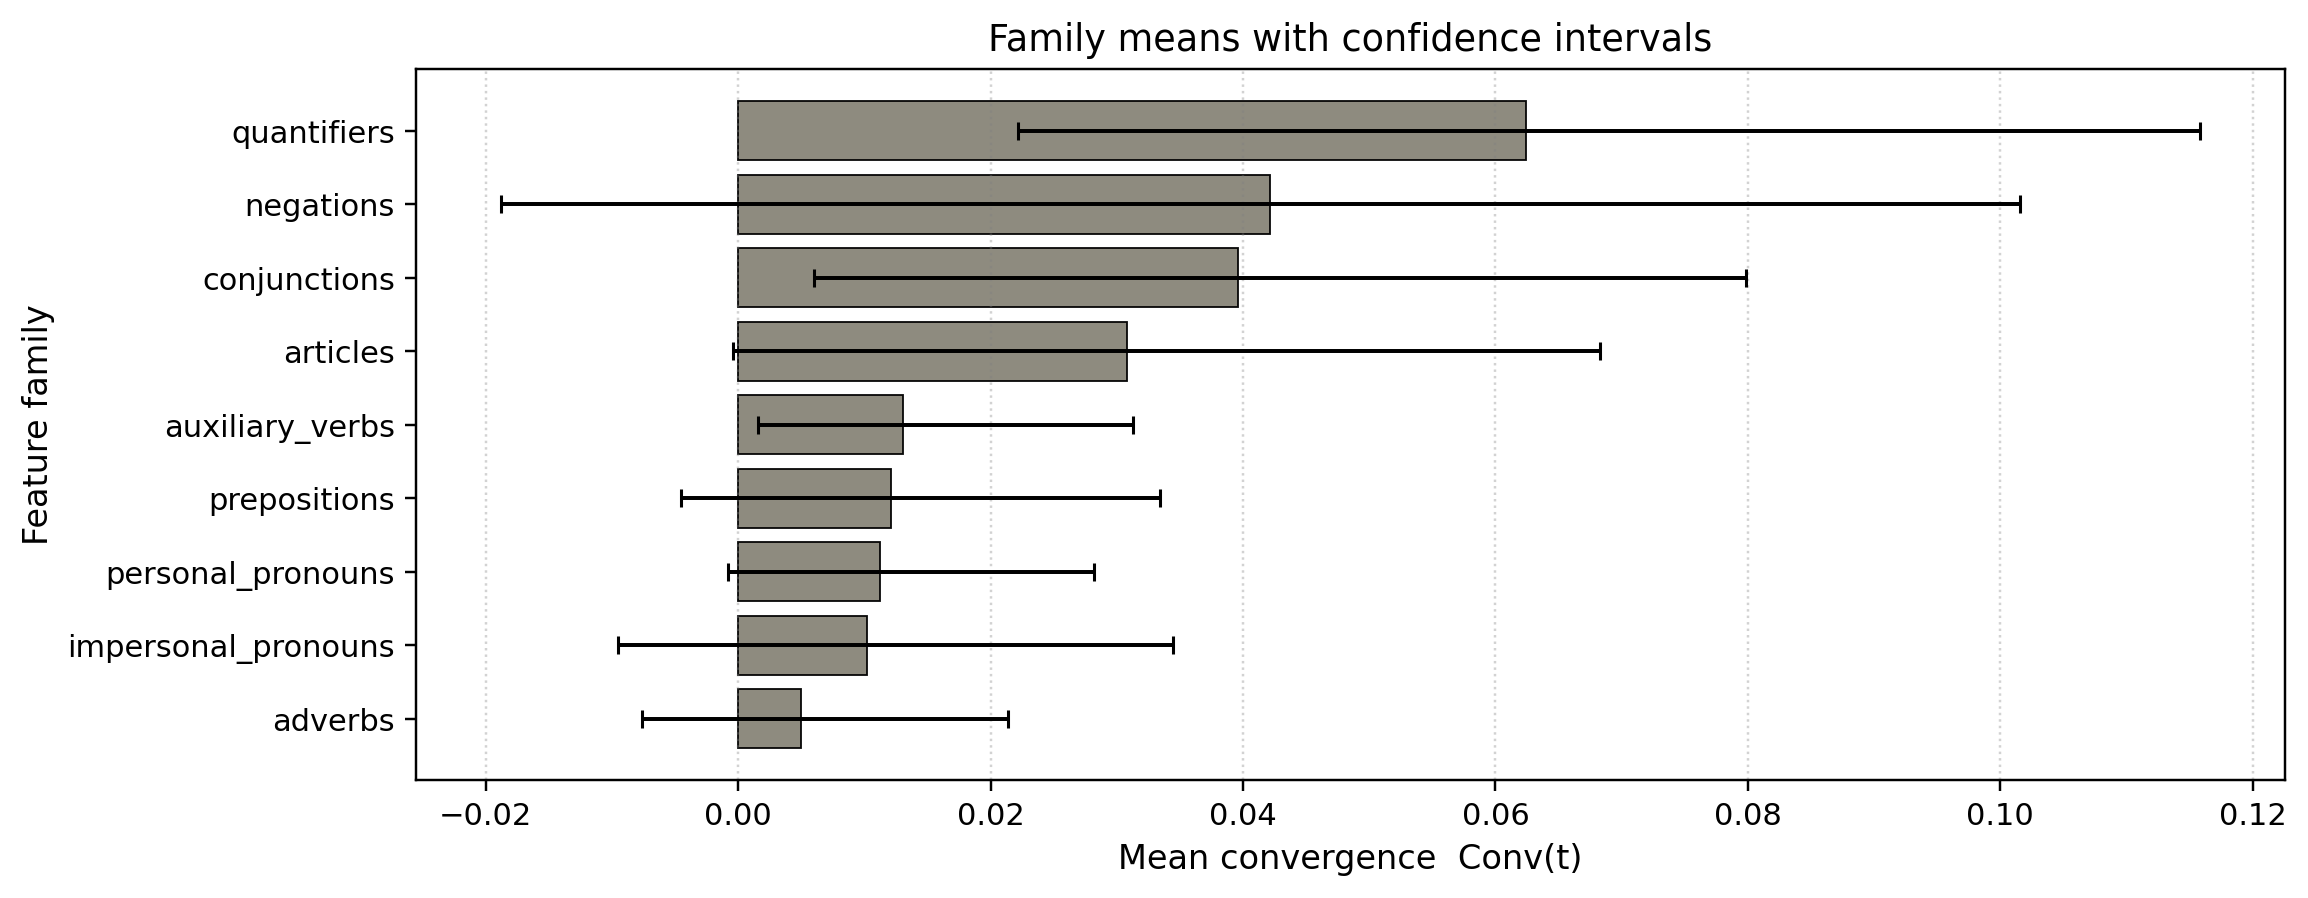 Family means with confidence intervals
Feature family
quantifiers
negations
conjunctions
articles
auxiliary_verbs
prepositions
personal_pronouns
impersonal_pronouns
adverbs
−0.02 0.00 0.02 0.04 0.06 0.08 0.10 0.12
Mean convergence  Conv(t)